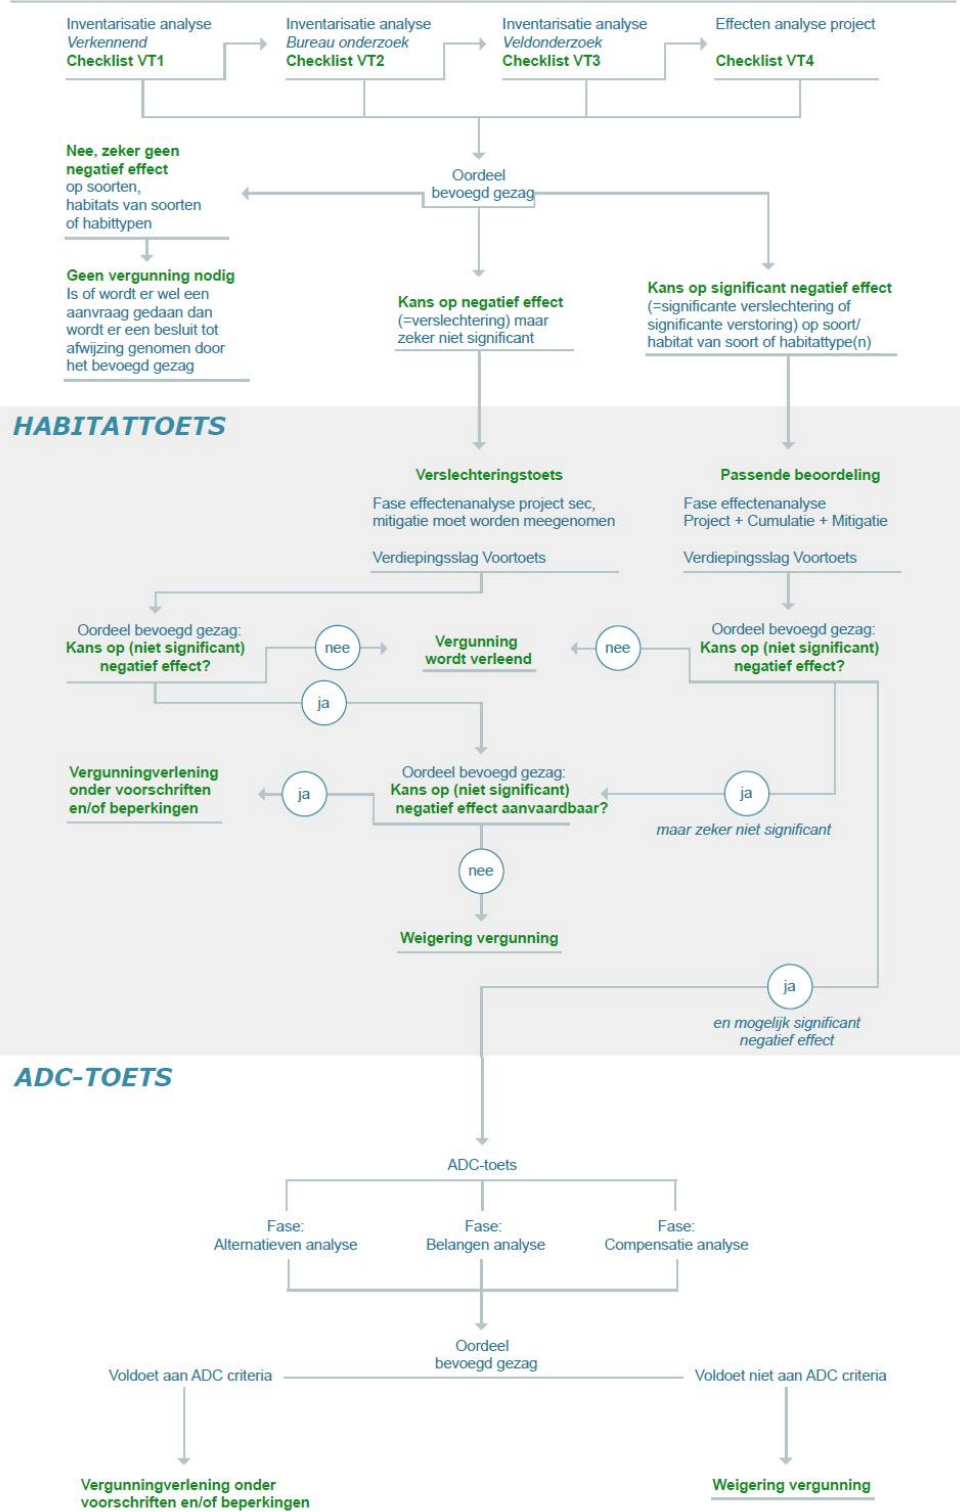 Inventarisatie analyse
Verkennend
Checklist VT1
Inventarisatie analyse
Bureau onderzoek
Checklist VT2
Inventarisatie analyse
Veldonderzoek
Checklist VT3
Effecten analyse project
Checklist VT4
Nee, zeker geen
negatief effect
op soorten,
habitats van soorten
of habittypen
Oordeel
bevoegd gezag
Geen vergunning nodig
Is of wordt er wel een
aanvraag gedaan dan
wordt er een besluit tot
afwijzing genomen door
het bevoegd gezag
Kans op negatief effect
(=verslechtering) maar
zeker niet significant
Kans op significant negatief effect
(=significante verslechtering of
significante verstoring) op soort/
habitat van soort of habitattype(n)
HABITATTOETS
Verslechteringstoets
Fase effectenanalyse project sec,
mitigatie moet worden meegenomen
Verdiepingsslag Voortoets
Passende beoordeling
Fase effectenanalyse
Project + Cumulatie + Mitigatie
Verdiepingsslag Voortoets
Oordeel bevoegd gezag:
Kans op (niet significant)
negatief effect?
nee
Vergunning
wordt verleend
nee
Oordeel bevoegd gezag:
Kans op (niet significant)
negatief effect?
ja
Vergunningverlening
onder voorschriften
en/of beperkingen
ja
Oordeel bevoegd gezag:
Kans op (niet significant)
negatief effect aanvaardbaar?
ja
maar zeker niet significant
nee
Weigering vergunning
ja
en mogelijk significant
negatief effect
ADC-TOETS
ADC-toets
Fase:
Alternatieven analyse
Fase:
Belangen analyse
Fase:
Compensatie analyse
Oordeel
bevoegd gezag
Voldoet aan ADC criteria
Voldoet niet aan ADC criteria
Vergunningverlening onder
voorschriften en/of beperkingen
Weigering vergunning